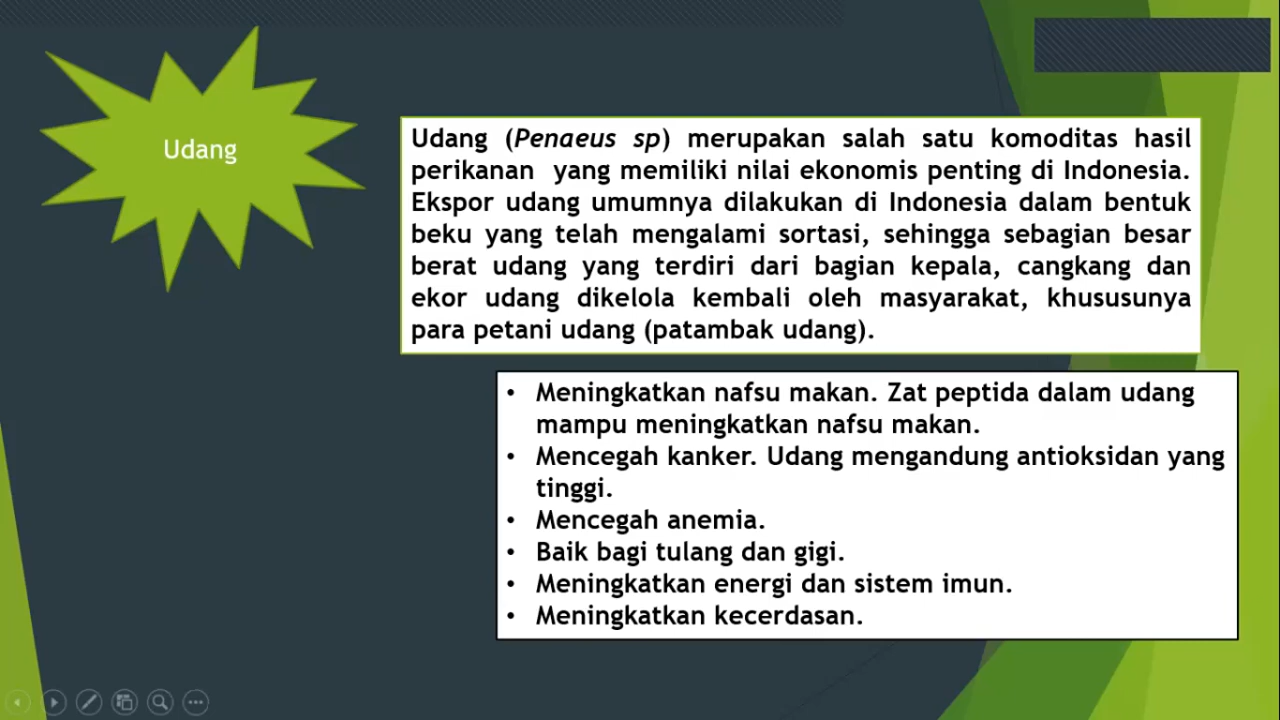 Udang
Udang (Penaeus sp) merupakan salah satu komoditas hasil
perikanan yang memiliki nilai ekonomis penting di Indonesia.
Ekspor udang umumnya dilakukan di Indonesia dalam bentuk
beku yang telah mengalami sortasi, sehingga sebagian besar
berat udang yang terdiri dari bagian kepala, cangkang dan
ekor udang dikelola kembali oleh masyarakat, khususunya
para petani udang (patambak udang).
• Meningkatkan nafsu makan. Zat peptida dalam udang
mampu meningkatkan nafsu makan.
• Mencegah kanker. Udang mengandung antioksidan yang
tinggi.
• Mencegah anemia.
• Baik bagi tulang dan gigi.
• Meningkatkan energi dan sistem imun.
• Meningkatkan kecerdasan.